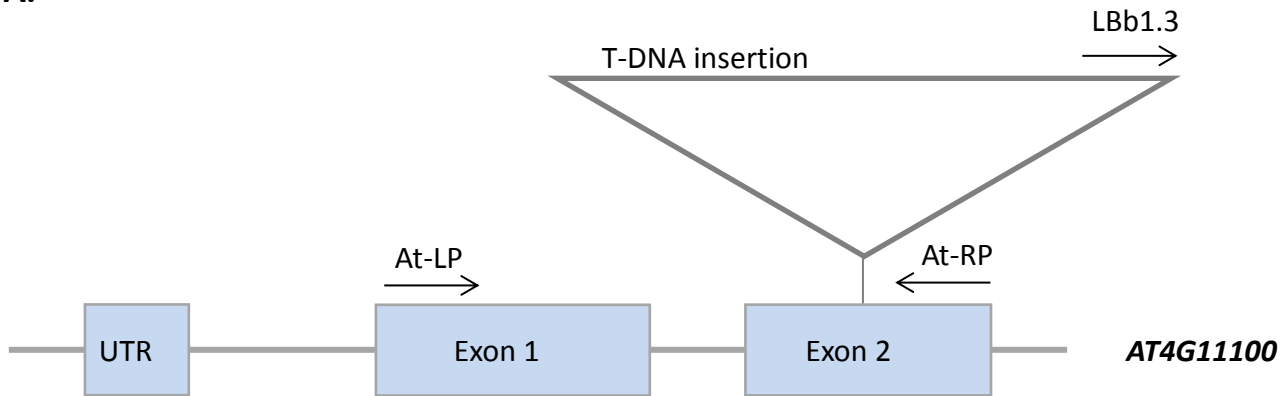 A.
LBb1.3
T-DNA insertion
At-LP
At-RP
UTR
Exon 1
Exon 2
AT4G11100